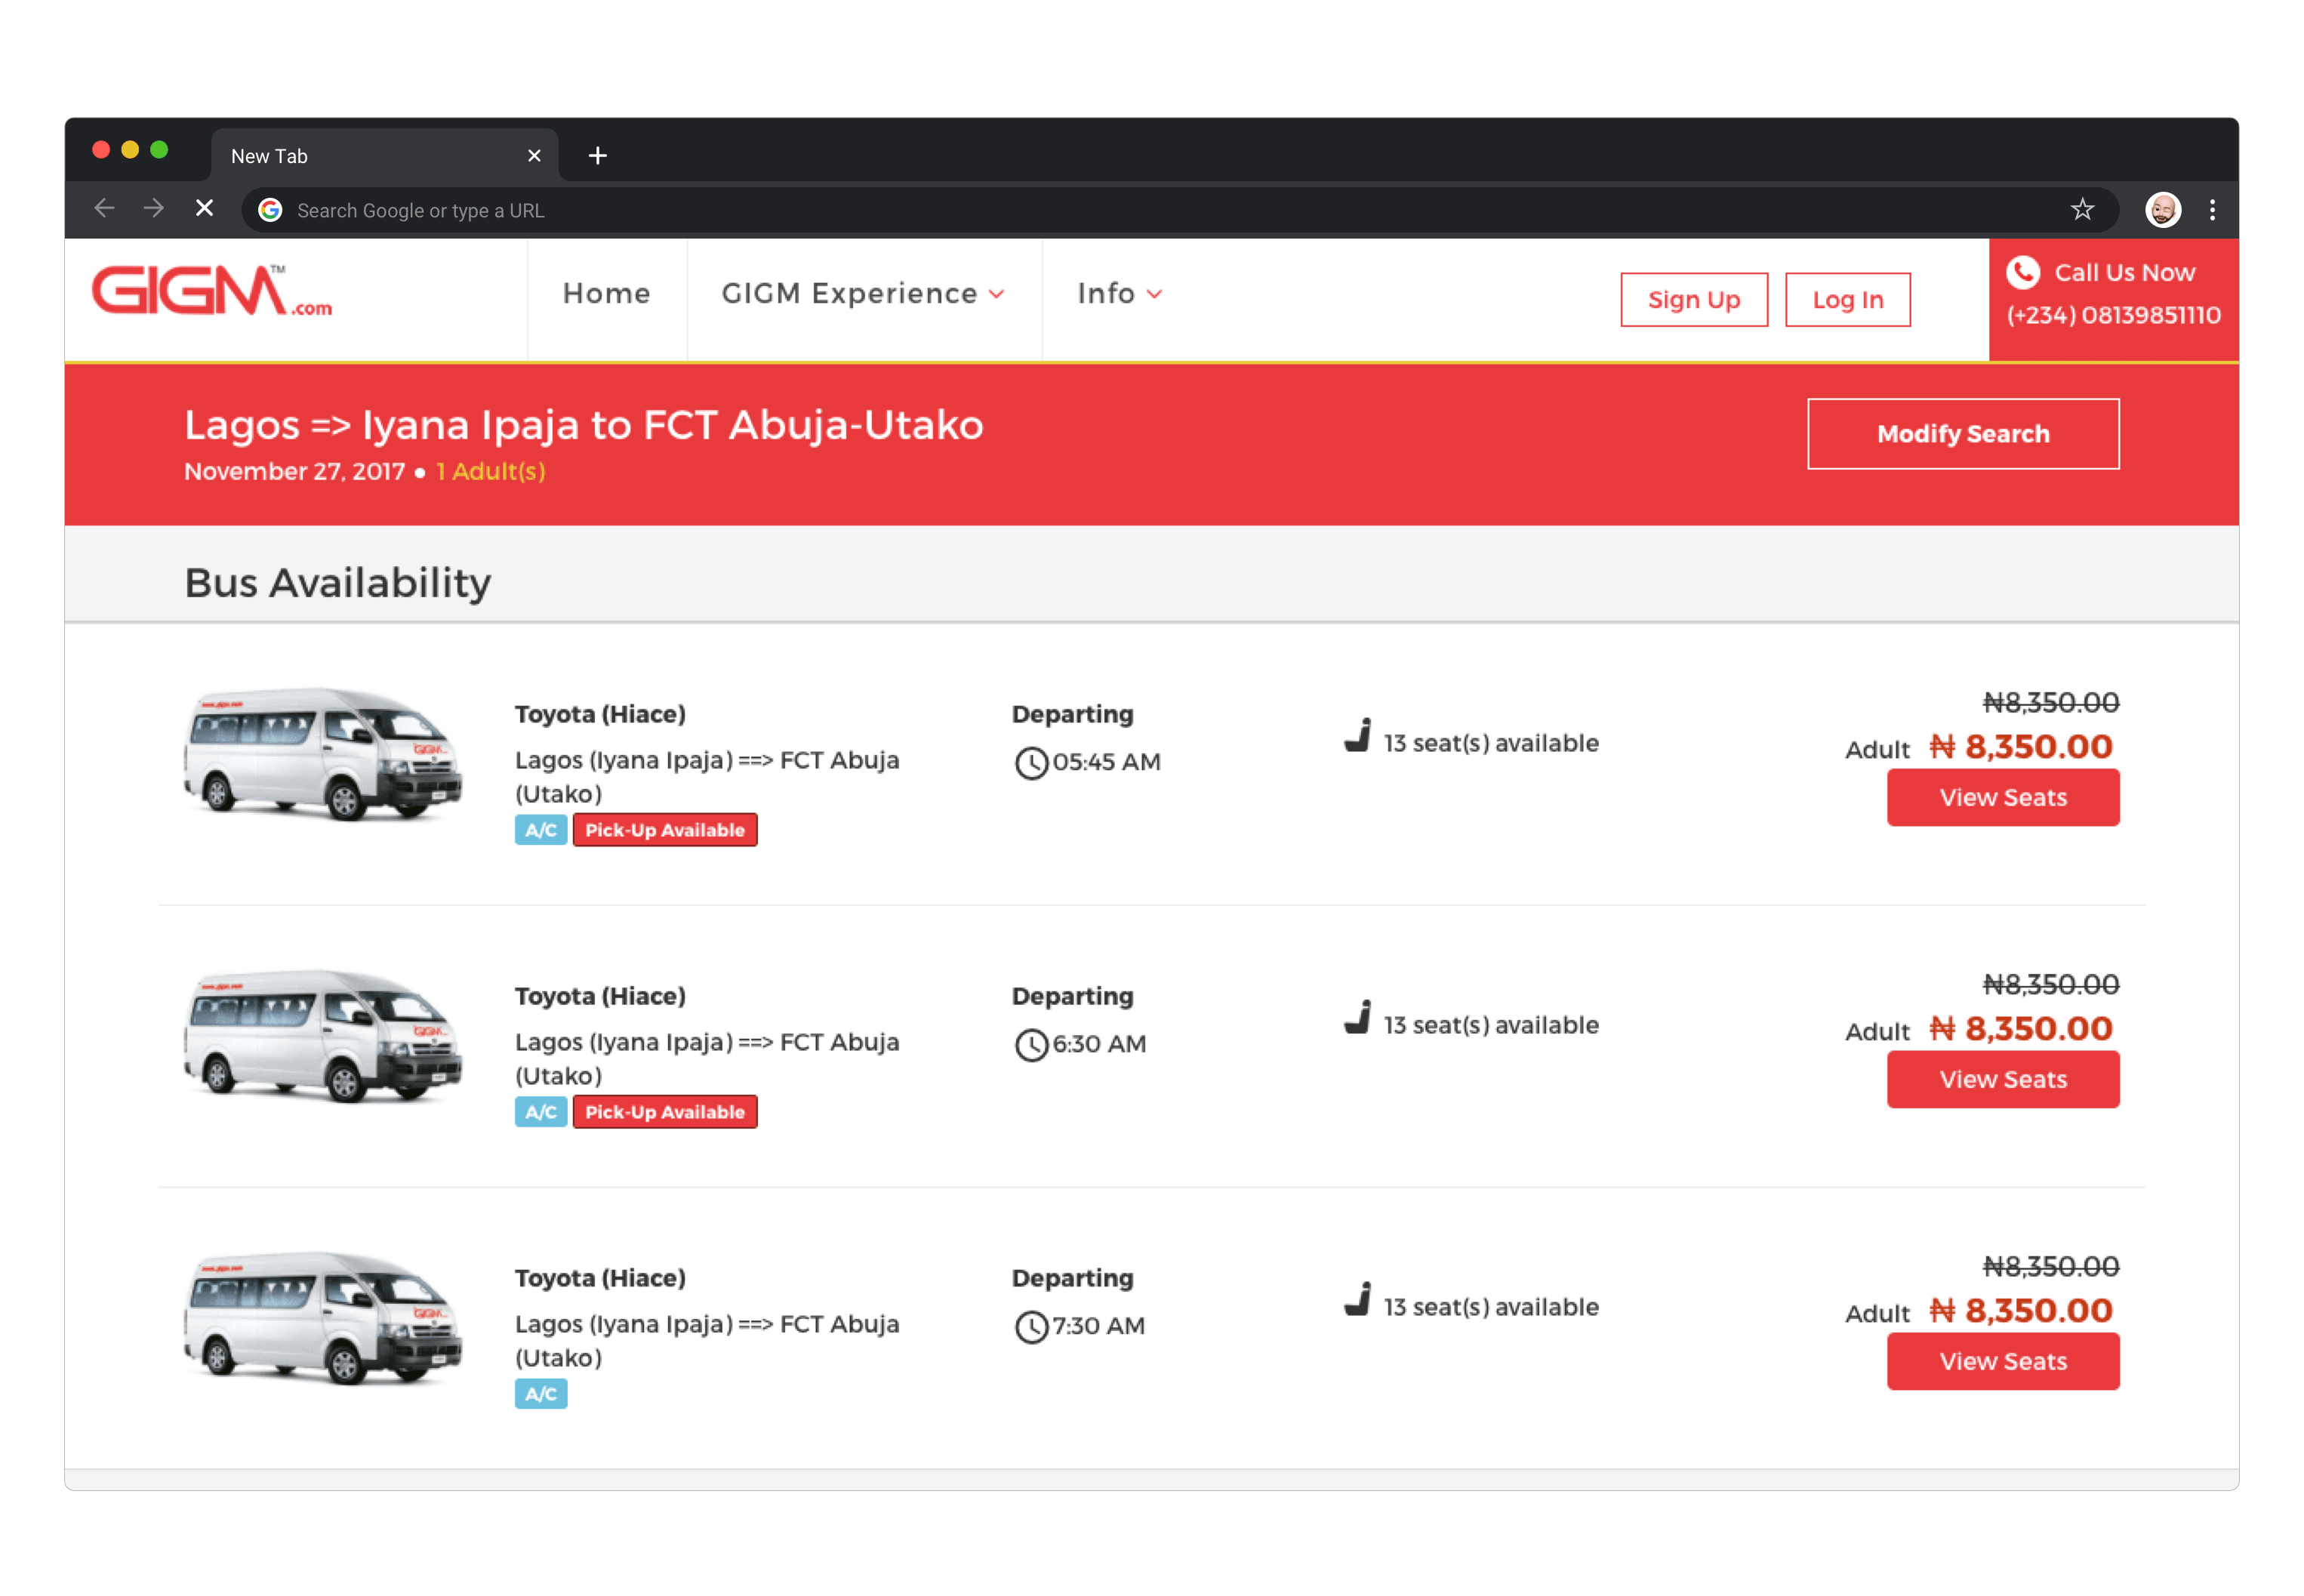 New Tab
Search Google or type a URL
GIGM.com™
Home
GIGM Experience
Info
Sign Up
Log In
Call Us Now
(+234) 08139851110
Lagos => Iyana Ipaja to FCT Abuja-Utako
November 27, 2017 • 1 Adult(s)
Modify Search
Bus Availability
Toyota (Hiace)
Lagos (Iyana Ipaja) ==> FCT Abuja
(Utako)
A/C Pick-Up Available
Departing
05:45 AM
13 seat(s) available
₦8,350.00
Adult ₦ 8,350.00
View Seats
GIGM
Toyota (Hiace)
Lagos (Iyana Ipaja) ==> FCT Abuja
(Utako)
A/C Pick-Up Available
Departing
6:30 AM
13 seat(s) available
₦8,350.00
Adult ₦ 8,350.00
View Seats
GIGM
Toyota (Hiace)
Lagos (Iyana Ipaja) ==> FCT Abuja
(Utako)
A/C
Departing
7:30 AM
13 seat(s) available
₦8,350.00
Adult ₦ 8,350.00
View Seats
GIGM